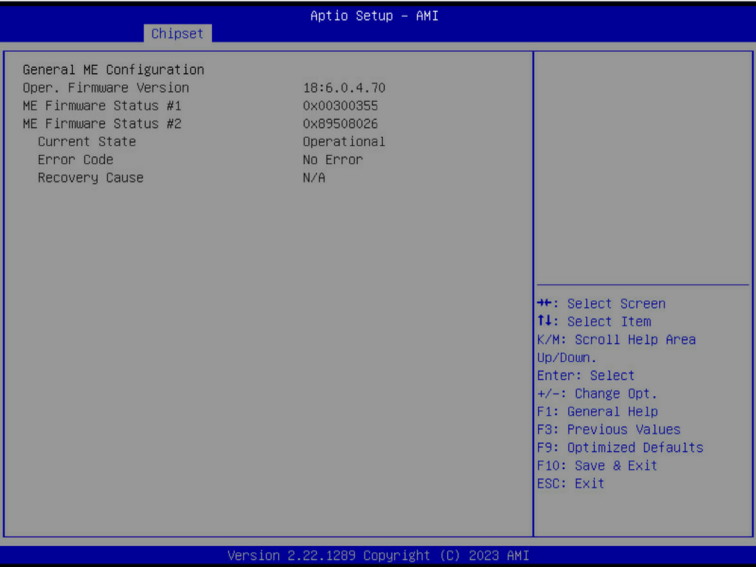 Aptio Setup – AMI
Chipset
General ME Configuration
Oper. Firmware Version 18:6.0.4.70
ME Firmware Status #1 0x00300355
ME Firmware Status #2 0x89508026
Current State Operational
Error Code No Error
Recovery Cause N/A
→←: Select Screen
↑↓: Select Item
K/M: Scroll Help Area
Up/Down.
Enter: Select
+/-: Change Opt.
F1: General Help
F3: Previous Values
F9: Optimized Defaults
F10: Save & Exit
ESC: Exit
Version 2.22.1289 Copyright (C) 2023 AMI